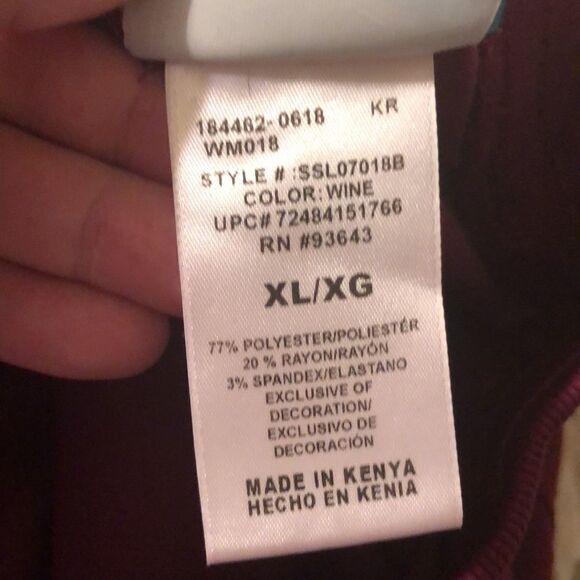 184462-0618 KR
WM018
STYLE # :SSL07018B
COLOR: WINE
UPC# 72484151766
RN #93643
XL/XG
77% POLYESTER/POLIESTÉR
20 % RAYON/RAYÓN
3% SPANDEX/ELASTANO
EXCLUSIVE OF
DECORATION/
EXCLUSIVO DE
DECORACIÓN
MADE IN KENYA
HECHO EN KENIA